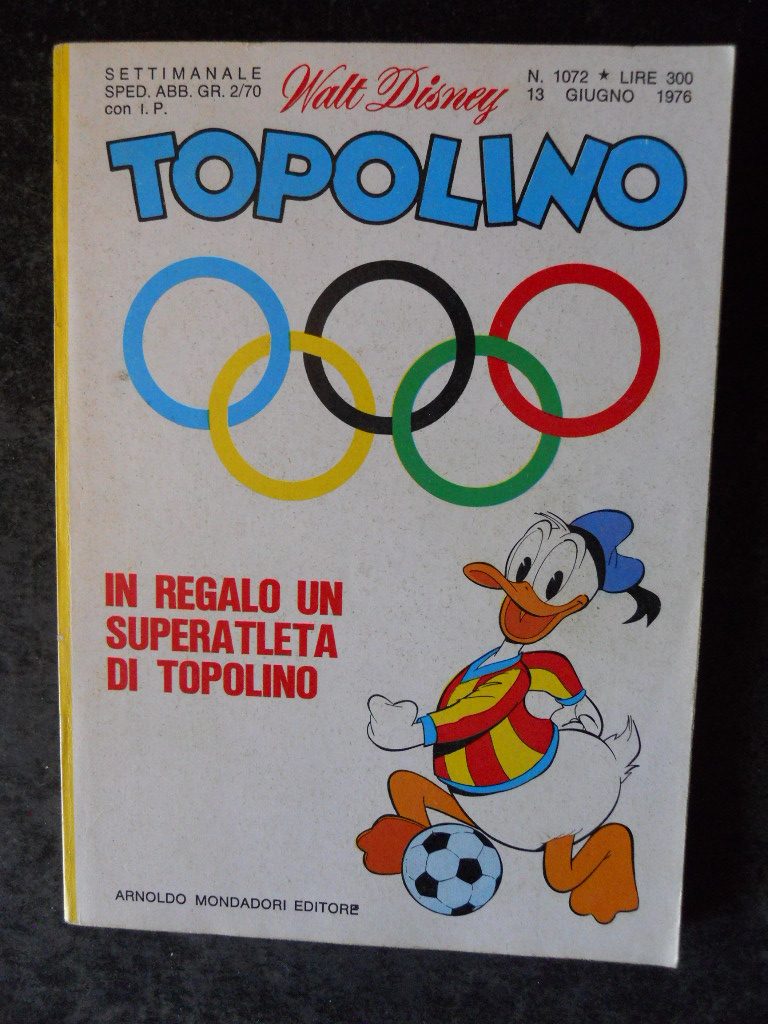 SETTIMANALE
SPED. ABB. GR. 2/70
con I. P.
Walt Disney
N. 1072 ★ LIRE 300
13 GIUGNO 1976
TOPOLINO
IN REGALO UN
SUPERATLETA
DI TOPOLINO
ARNOLDO MONDADORI EDITORE